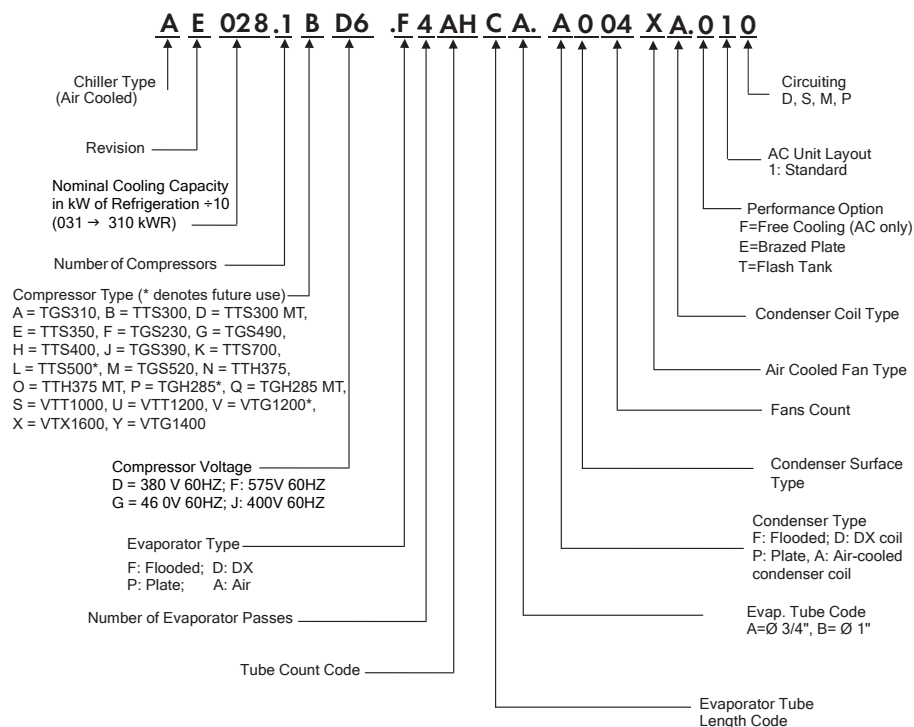 A E 028.1 B D6 .F 4 AH C A. A 0 04 X A.0 1 0
Chiller Type
(Air Cooled)
Revision
Nominal Cooling Capacity
in kW of Refrigeration ÷10
(031 → 310 kWR)
Number of Compressors
Compressor Type (* denotes future use)
A = TGS310, B = TTS300, D = TTS300 MT,
E = TTS350, F = TGS230, G = TGS490,
H = TTS400, J = TGS390, K = TTS700,
L = TTS500*, M = TGS520, N = TTH375,
O = TTH375 MT, P = TGH285*, Q = TGH285 MT,
S = VTT1000, U = VTT1200, V = VTG1200*,
X = VTX1600, Y = VTG1400
Compressor Voltage
D = 380 V 60HZ; F: 575V 60HZ
G = 46 0V 60HZ; J: 400V 60HZ
Evaporator Type
F: Flooded; D: DX
P: Plate; A: Air
Number of Evaporator Passes
Tube Count Code
Circuiting
D, S, M, P
AC Unit Layout
1: Standard
Performance Option
F=Free Cooling (AC only)
E=Brazed Plate
T=Flash Tank
Condenser Coil Type
Air Cooled Fan Type
Fans Count
Condenser Surface
Type
Condenser Type
F: Flooded; D: DX coil
P: Plate, A: Air-cooled
condenser coil
Evap. Tube Code
A=Ø 3/4", B= Ø 1"
Evaporator Tube
Length Code